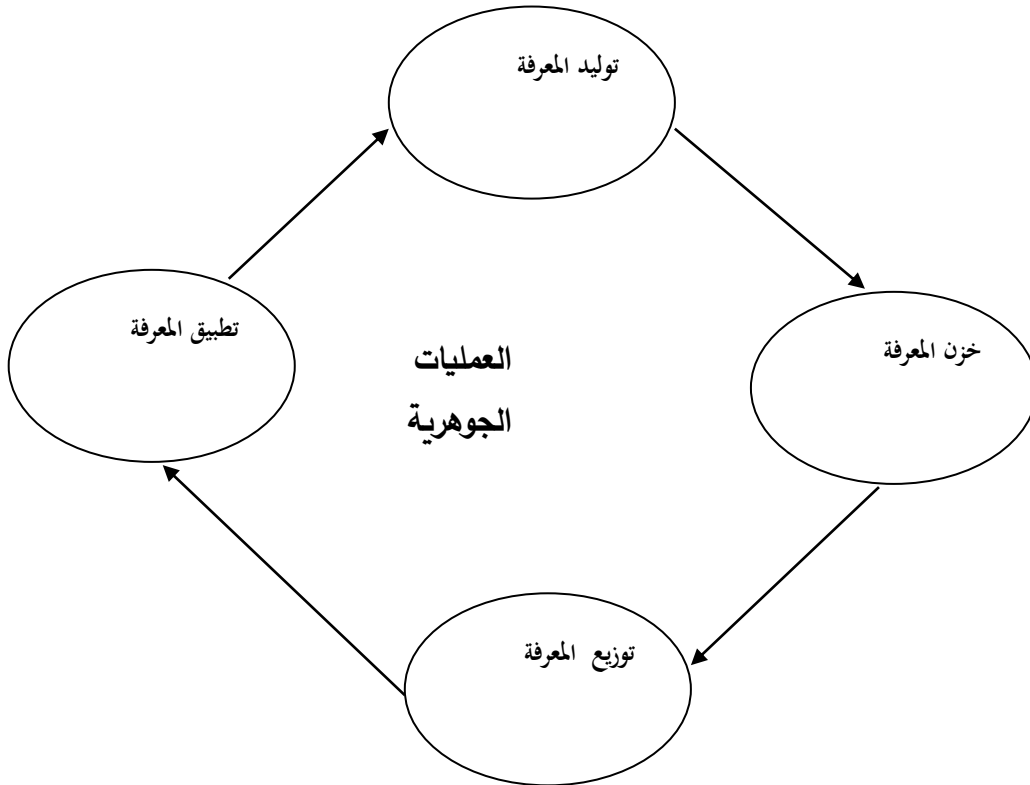 توليد المعرفة
تطبيق المعرفة
خزن المعرفة
العمليات
الجوهرية
توزيع المعرفة